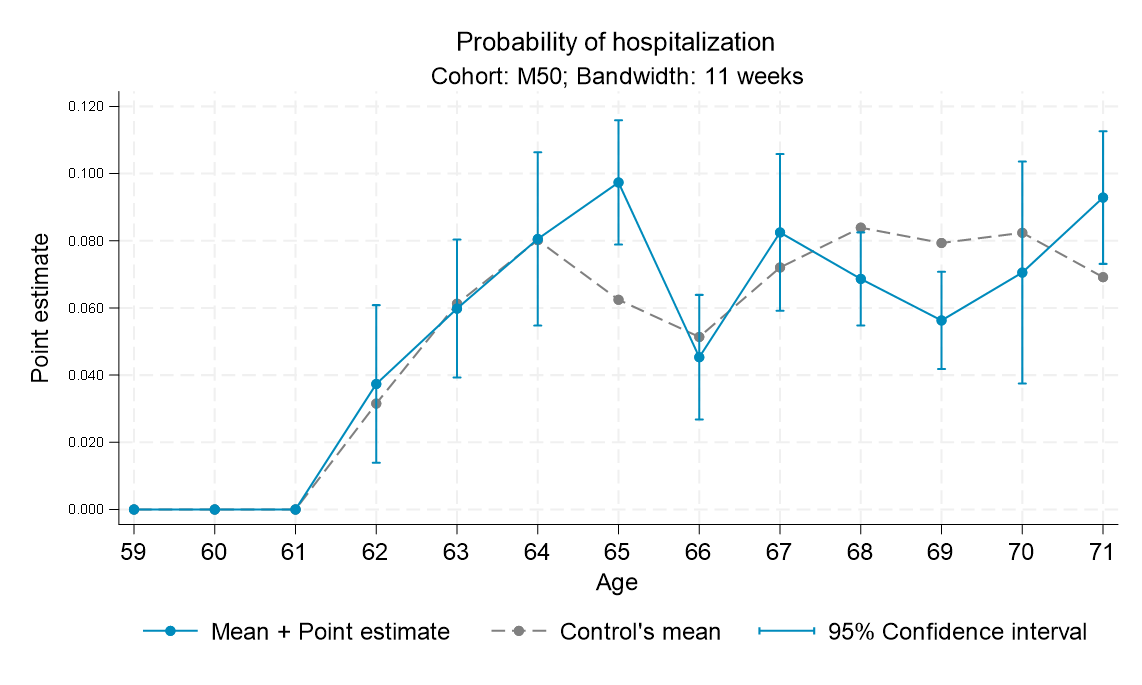 Probability of hospitalization
Cohort: M50; Bandwidth: 11 weeks
0.120
0.100
0.080
0.060
0.040
0.020
0.000
Point estimate
59 60 61 62 63 64 65 66 67 68 69 70 71
Age
Mean + Point estimate Control's mean 95% Confidence interval